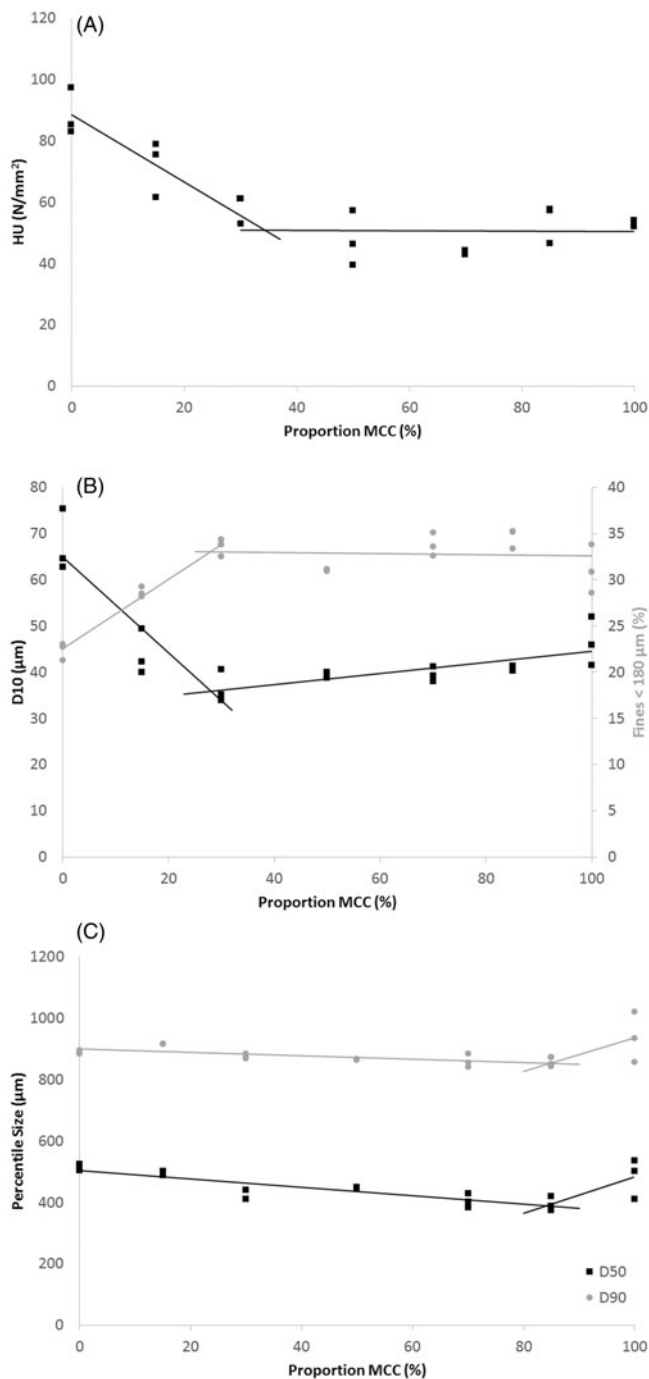 (A)
120
100
80
60
40
20
0
HU (N/mm²)
0 20 40 60 80 100
Proportion MCC (%)
(B)
80
70
60
50
40
30
20
10
0
D10 (μm)
40
35
30
25
20
15
10
5
0
Fines < 180 μm (%)
0 20 40 60 80 100
Proportion MCC (%)
(C)
1200
1000
800
600
400
200
0
Percentile Size (μm)
D50
D90
0 20 40 60 80 100
Proportion MCC (%)